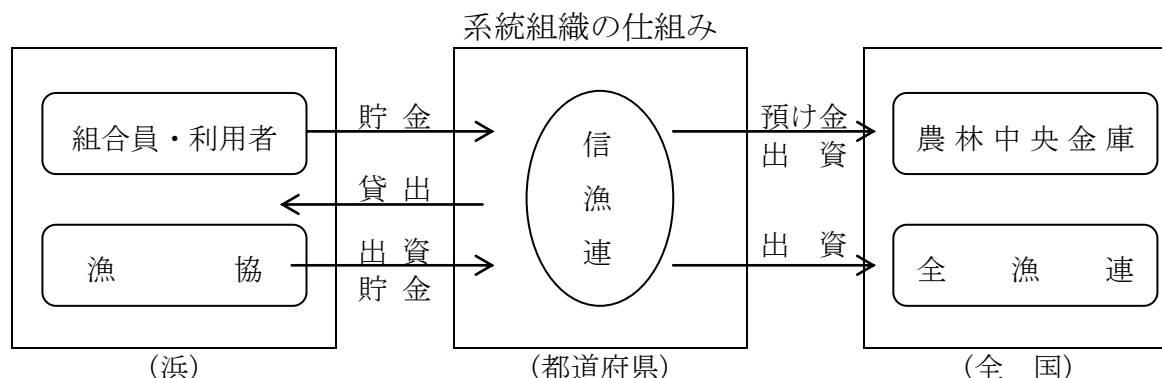 系統組織の仕組み
組合員・利用者
貯 金
信
漁
連
預け金
出 資
農 林 中 央 金 庫
貸 出
漁 協
出 資
貯 金
出 資
全 漁 連
(浜)
(都道府県)
(全 国)